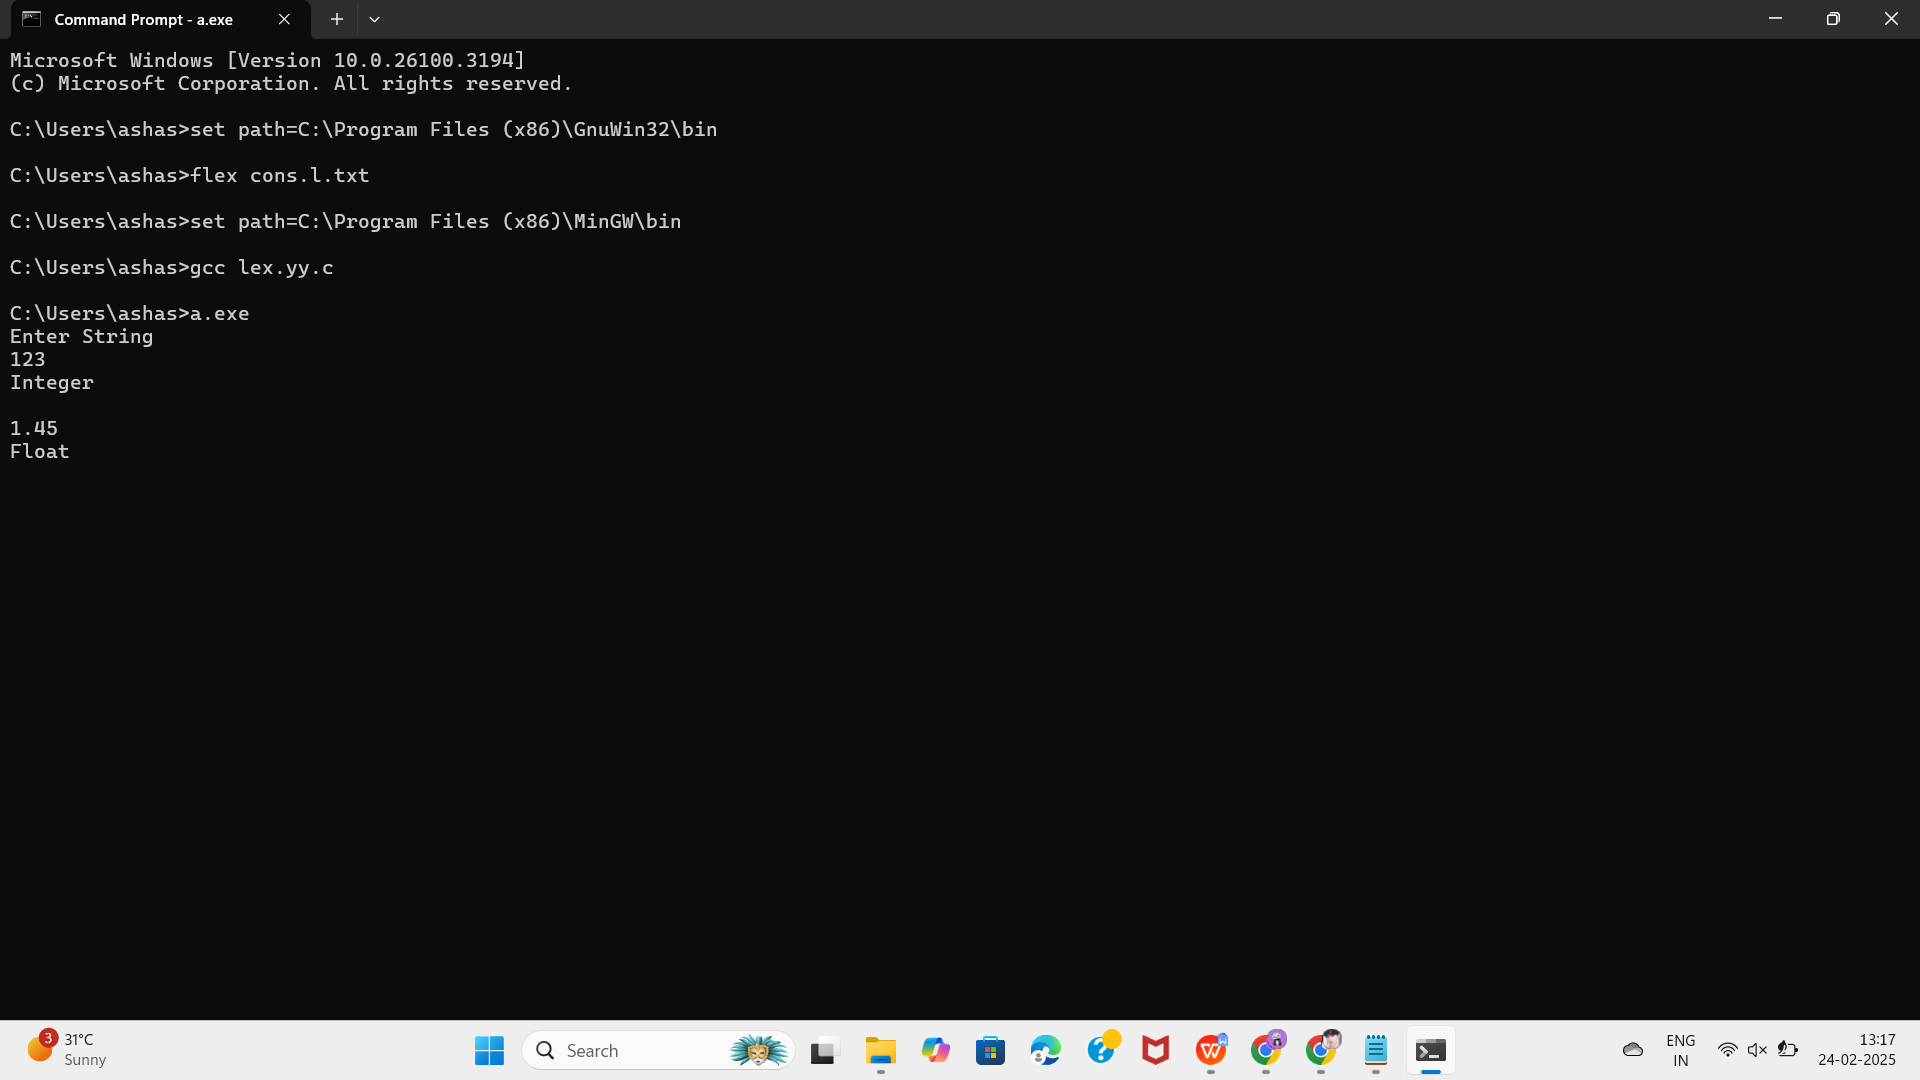 Command Prompt - a.exe
Microsoft Windows [Version 10.0.26100.3194]
(c) Microsoft Corporation. All rights reserved.
C:\Users\ashas>set path=C:\Program Files (x86)\GnuWin32\bin
C:\Users\ashas>flex cons.l.txt
C:\Users\ashas>set path=C:\Program Files (x86)\MinGW\bin
C:\Users\ashas>gcc lex.yy.c
C:\Users\ashas>a.exe
Enter String
123
Integer
1.45
Float
3
31°C
Sunny
Search
ENG
IN
13:17
24-02-2025